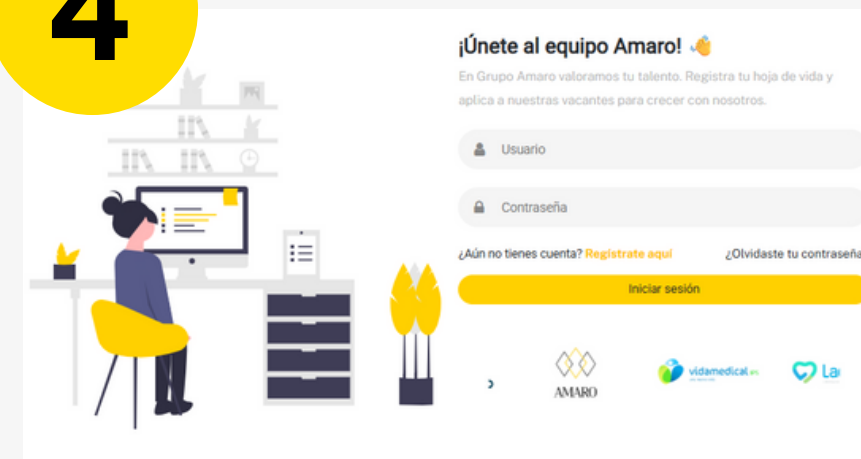 4
¡Únete al equipo Amaro! 👏
En Grupo Amaro valoramos tu talento. Registra tu hoja de vida y
aplica a nuestras vacantes para crecer con nosotros.
Usuario
Contraseña
¿Aún no tienes cuenta? Regístrate aquí ¿Olvidaste tu contraseña
Iniciar sesión
AMARO vidamedical La